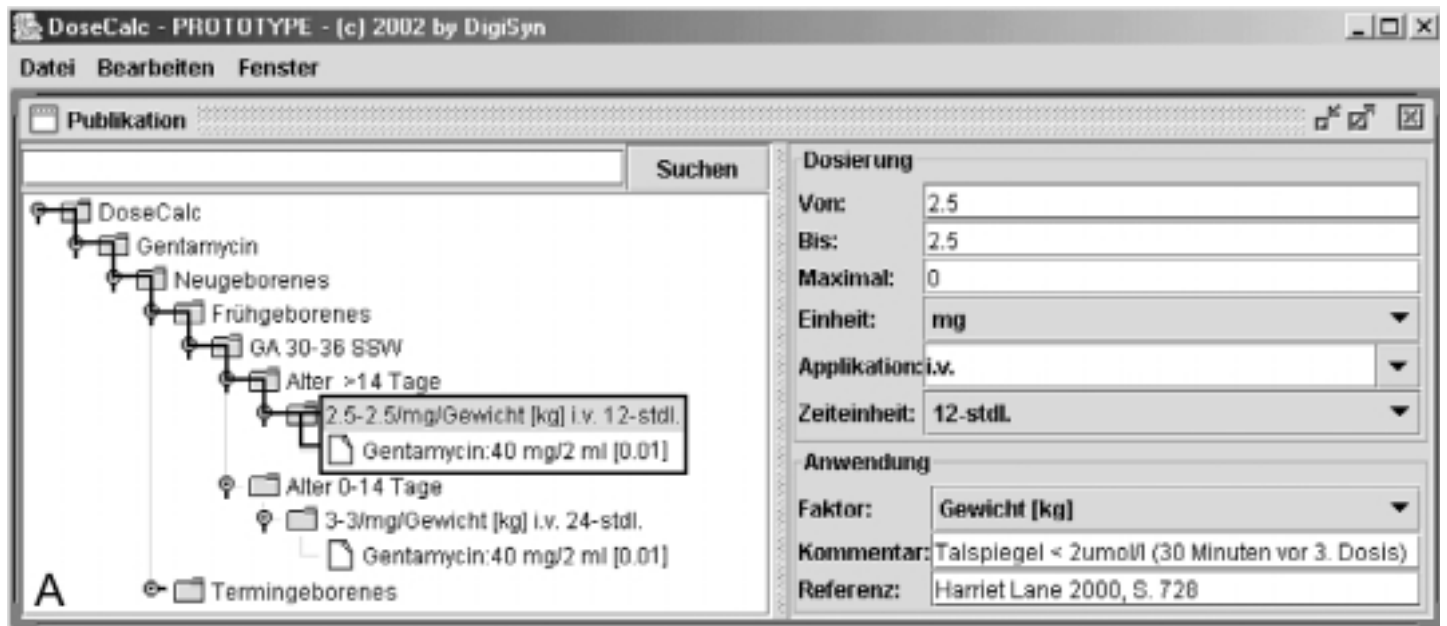 DoseCalc - PROTOTYPE - (c) 2002 by DigiSyn
Datei Bearbeiten Fenster
Publikation
Suchen
DoseCalc
Gentamycin
Neugeborenes
Frühgeborenes
GA 30-36 SSW
Alter >14 Tage
2.5-2.5/mg/Gewicht [kg] i.v. 12-stdl.
Gentamycin:40 mg/2 ml [0.01]
Alter 0-14 Tage
3-3/mg/Gewicht [kg] i.v. 24-stdl.
Gentamycin:40 mg/2 ml [0.01]
Termingeborenes
A
Dosierung
Von: 2.5
Bis: 2.5
Maximal: 0
Einheit: mg
Applikation: i.v.
Zeiteinheit: 12-stdl.
Anwendung
Faktor: Gewicht [kg]
Kommentar: Talspiegel < 2umol/l (30 Minuten vor 3. Dosis)
Referenz: Harriet Lane 2000, S. 728